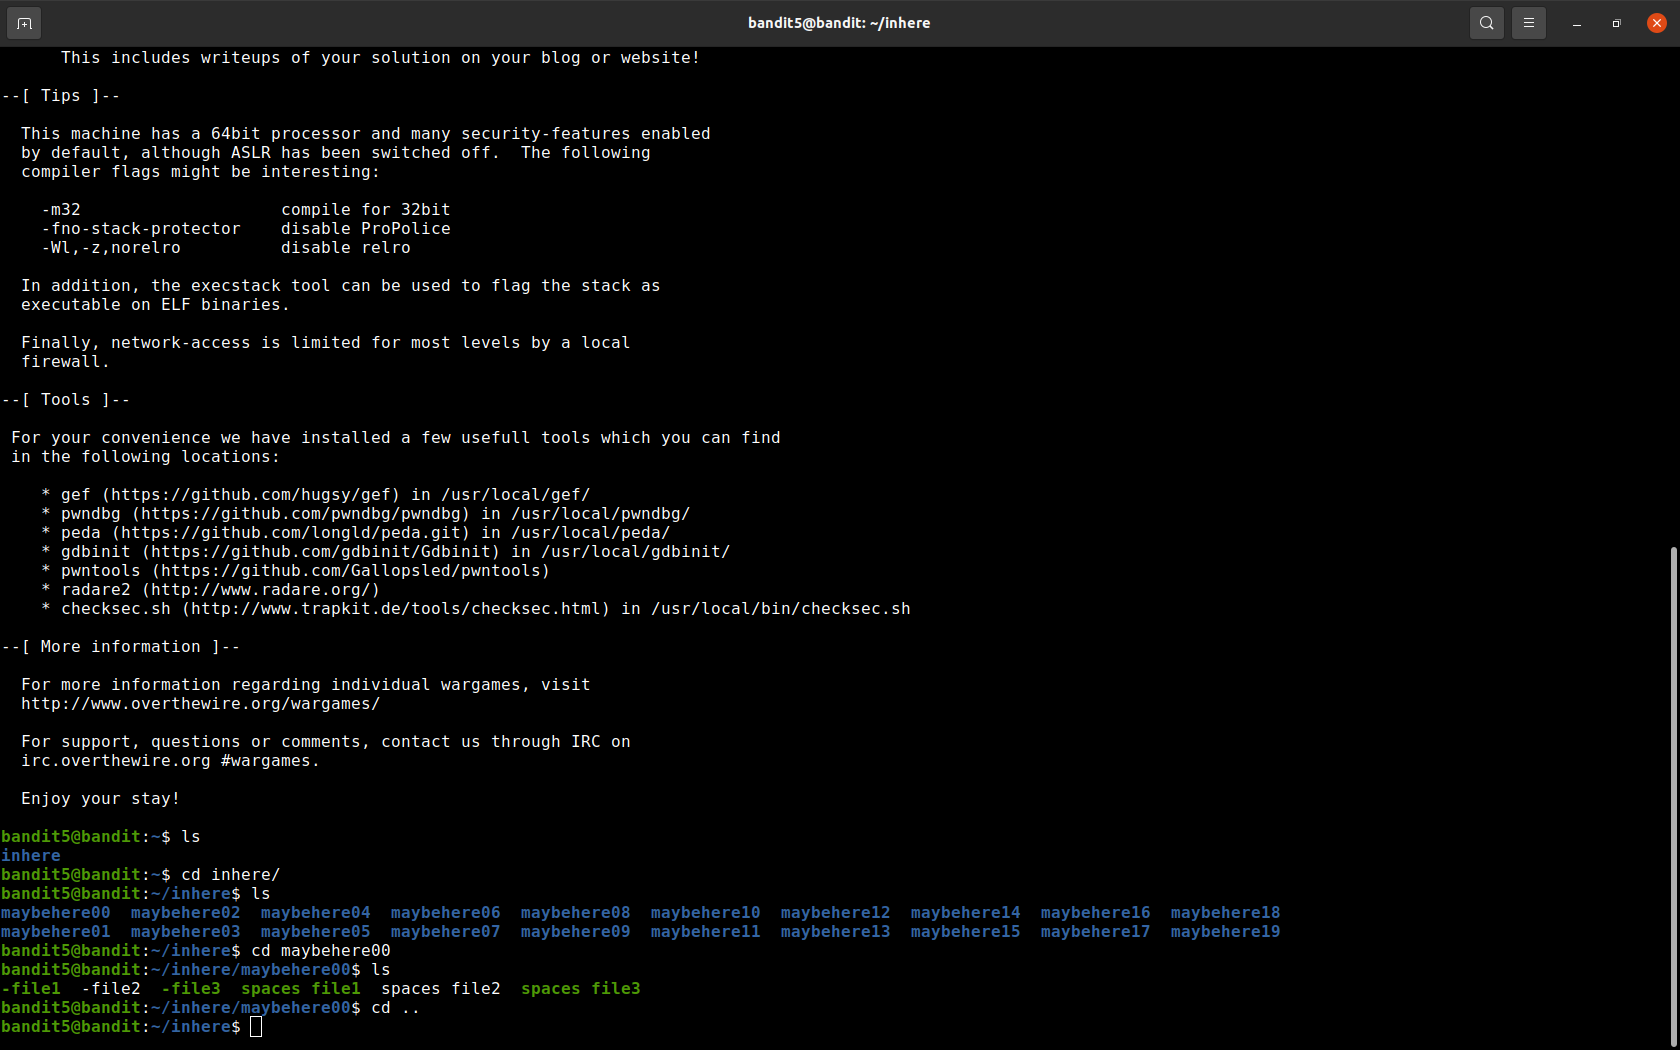 bandit5@bandit: ~/inhere
This includes writeups of your solution on your blog or website!
--[ Tips ]--
This machine has a 64bit processor and many security-features enabled
by default, although ASLR has been switched off.  The following
compiler flags might be interesting:
-m32                    compile for 32bit
-fno-stack-protector    disable ProPolice
-Wl,-z,norelro          disable relro
In addition, the execstack tool can be used to flag the stack as
executable on ELF binaries.
Finally, network-access is limited for most levels by a local
firewall.
--[ Tools ]--
For your convenience we have installed a few usefull tools which you can find
in the following locations:
* gef (https://github.com/hugsy/gef) in /usr/local/gef/
* pwndbg (https://github.com/pwndbg/pwndbg) in /usr/local/pwndbg/
* peda (https://github.com/longld/peda.git) in /usr/local/peda/
* gdbinit (https://github.com/gdbinit/Gdbinit) in /usr/local/gdbinit/
* pwntools (https://github.com/Gallopsled/pwntools)
* radare2 (http://www.radare.org/)
* checksec.sh (http://www.trapkit.de/tools/checksec.html) in /usr/local/bin/checksec.sh
--[ More information ]--
For more information regarding individual wargames, visit
http://www.overthewire.org/wargames/
For support, questions or comments, contact us through IRC on
irc.overthewire.org #wargames.
Enjoy your stay!
bandit5@bandit:~$ ls
inhere
bandit5@bandit:~$ cd inhere/
bandit5@bandit:~/inhere$ ls
maybehere00  maybehere02  maybehere04  maybehere06  maybehere08  maybehere10  maybehere12  maybehere14  maybehere16  maybehere18
maybehere01  maybehere03  maybehere05  maybehere07  maybehere09  maybehere11  maybehere13  maybehere15  maybehere17  maybehere19
bandit5@bandit:~/inhere$ cd maybehere00
bandit5@bandit:~/inhere/maybehere00$ ls
-file1  -file2  -file3  spaces file1  spaces file2  spaces file3
bandit5@bandit:~/inhere/maybehere00$ cd ..
bandit5@bandit:~/inhere$